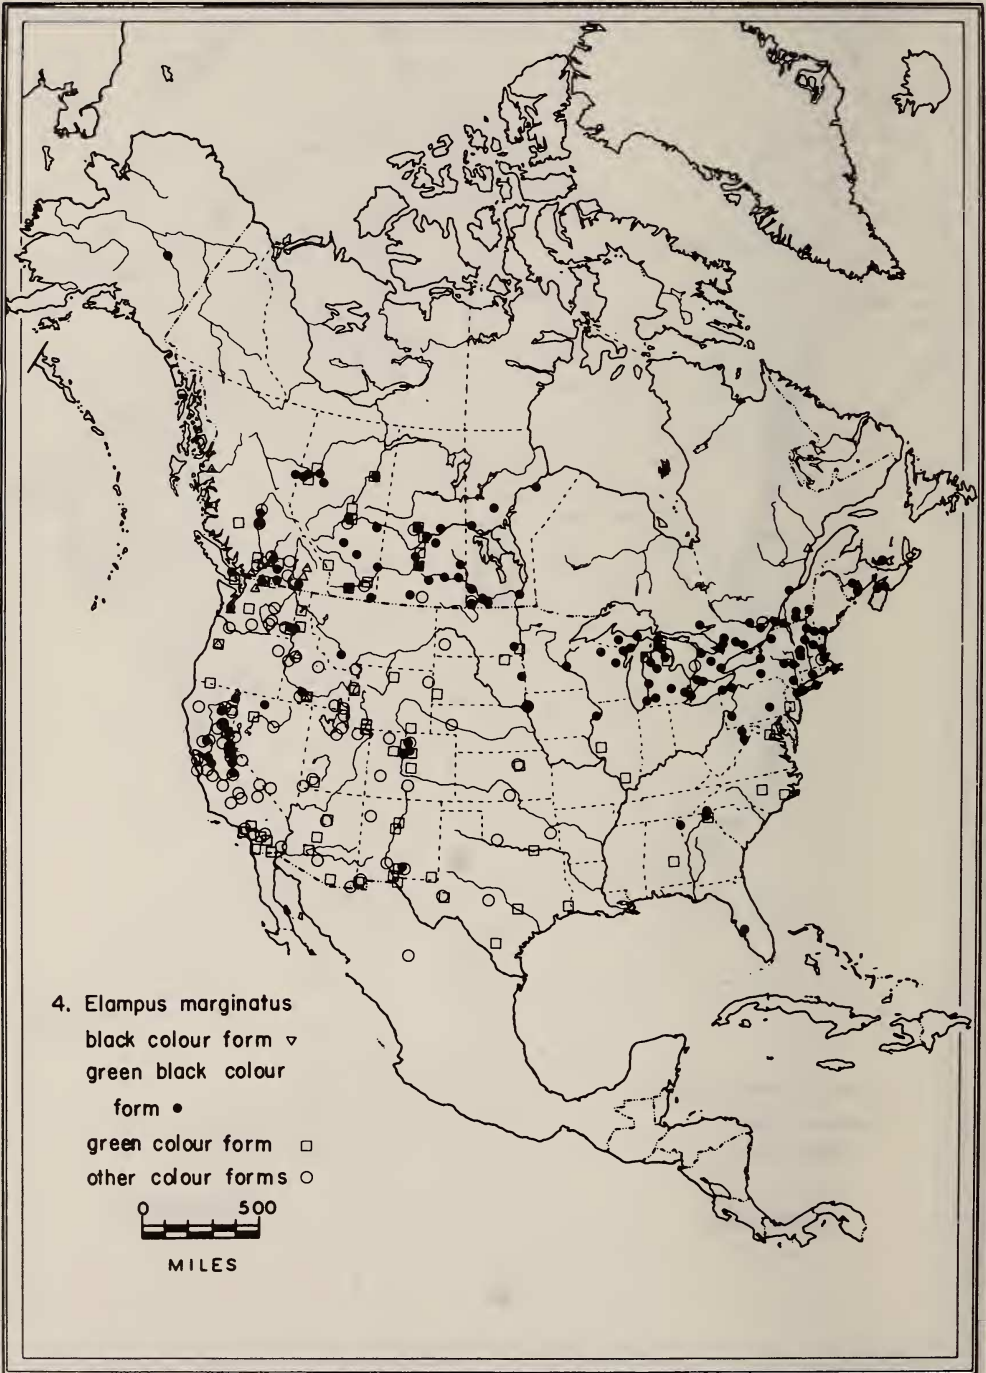 4. Elampus marginatus
black colour form ▿
green black colour
form ●
green colour form □
other colour forms ○
0 500
MILES